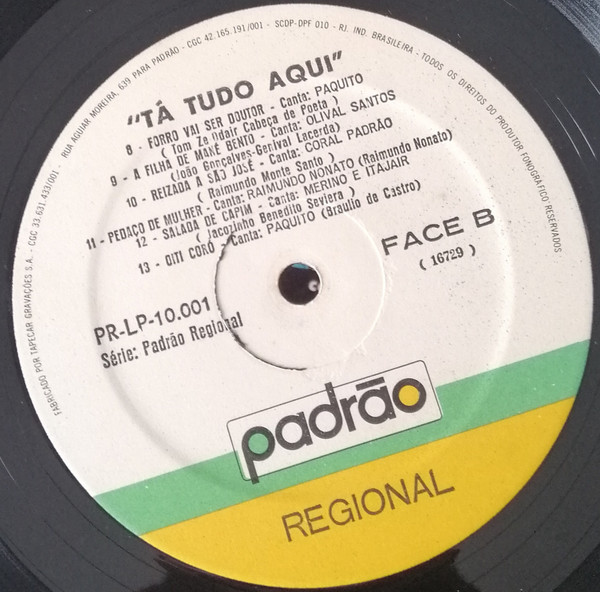 FABRICADO POR TAPECAR GRAVAÇÕES S.A. - CGC 33.631.433/001 - RUA AGUIAR MOREIRA, 639 PARA PADRÃO - CGC 42.165.191/001 - SCDP-DPF 010 - RJ. IND. BRASILEIRA - TODOS OS DIREITOS DO PRODUTOR FONOGRÁFICO RESERVADOS
"TÁ TUDO AQUI"
8 - FORRO VAI SER DOUTOR - Canta: PAQUITO
( Tom Ze (Idair Cabeça de Poeta )
9 - A FILHA DE MANÉ BENTO - Canta: OLIVAL SANTOS
(João Gonçalves-Genival Lacerda)
10 - REIZADA A SÃO JOSÉ - Canta: CORAL PADRÃO
( Raimundo Monte Santo )
11 - PEDAÇO DE MULHER - Canta: RAIMUNDO NONATO (Raimundo Nonato)
12 - SALADA DE CAPIM - Canta: MERINO E ITAJAIR
( Jacozinho Benedito Seviera )
13 - OITI CORÓ - Canta: PAQUITO (Braulio de Castro)
FACE B
( 16729 )
PR-LP-10.001
Série: Padrão Regional
padrão
REGIONAL